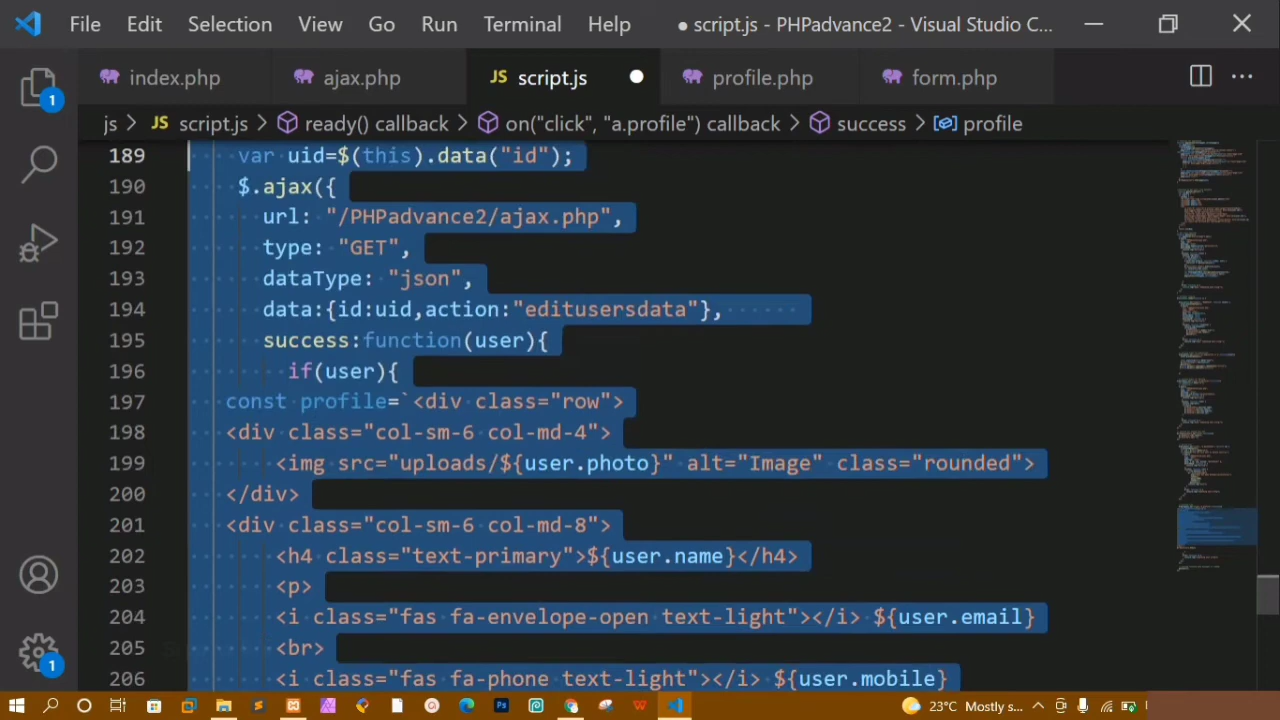 File Edit Selection View Go Run Terminal Help ● script.js - PHPadvance2 - Visual Studio C...
index.php ajax.php JS script.js profile.php form.php ...
js > JS script.js > ready() callback > on("click", "a.profile") callback > success > profile
1
189 var uid=$(this).data("id");
190 $.ajax({
191 url: "/PHPadvance2/ajax.php",
192 type: "GET",
193 dataType: "json",
194 data:{id:uid,action:"editusersdata"},
195 success:function(user){
196 if(user){
197 const profile=`<div class="row">
198 <div class="col-sm-6 col-md-4">
199 <img src="uploads/${user.photo}" alt="Image" class="rounded">
200 </div>
201 <div class="col-sm-6 col-md-8">
202 <h4 class="text-primary">${user.name}</h4>
203 <p>
204 <i class="fas fa-envelope-open text-light"></i> ${user.email}
205 <br>
206 <i class="fas fa-phone text-light"></i> ${user.mobile}
1
23°C Mostly s...